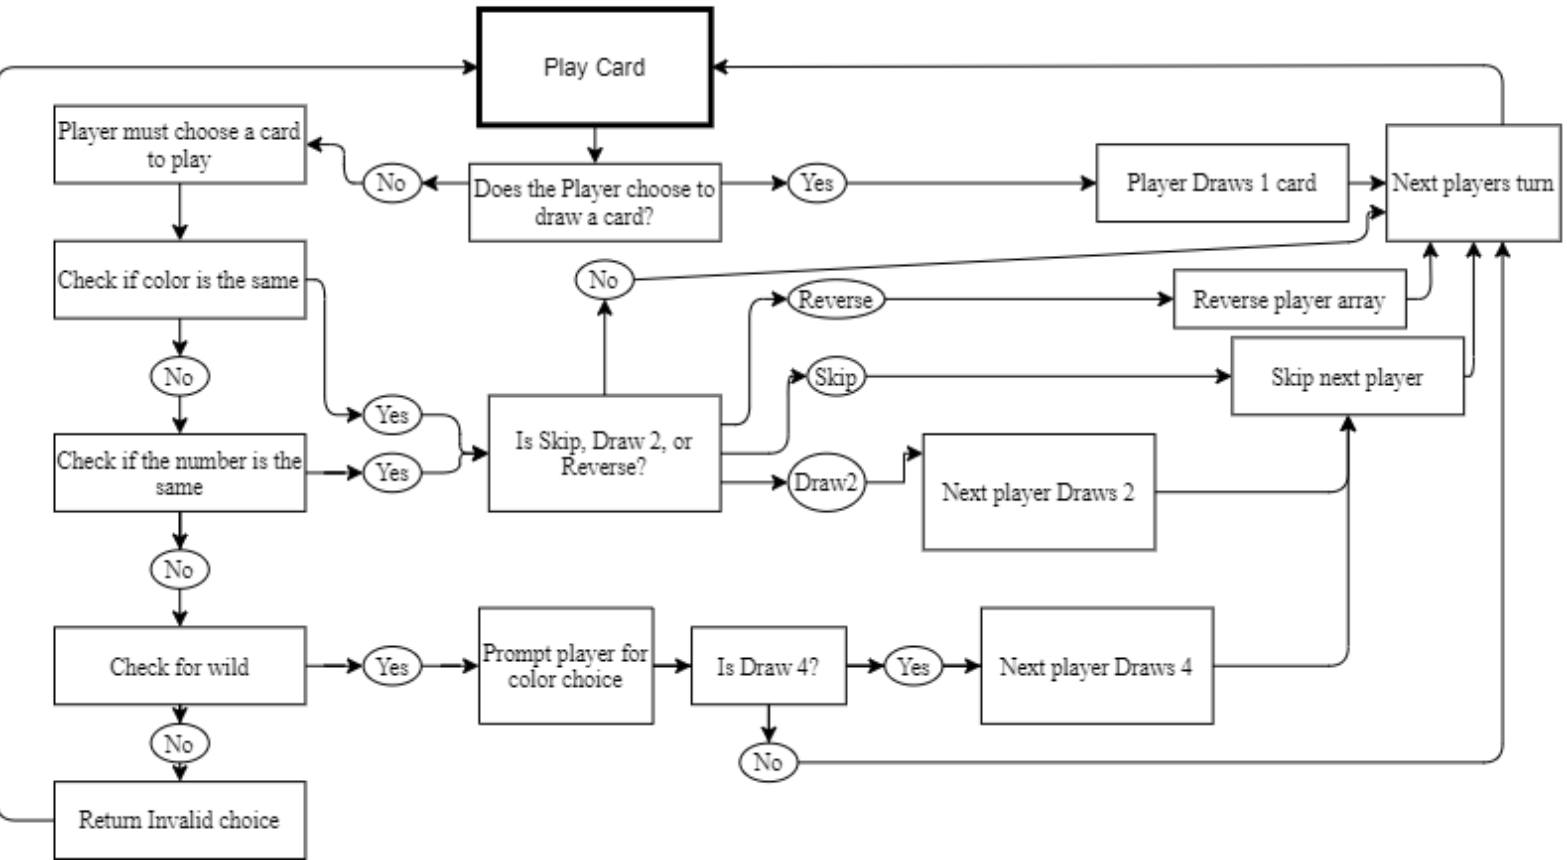 Play Card
Player must choose a card
to play
No
Does the Player choose to
draw a card?
Yes
Player Draws 1 card
Next players turn
Check if color is the same
No
Reverse
Reverse player array
No
Skip
Skip next player
Yes
Is Skip, Draw 2, or
Reverse?
Check if the number is the
same
Yes
Draw2
Next player Draws 2
No
Check for wild
Yes
Prompt player for
color choice
Is Draw 4?
Yes
Next player Draws 4
No
No
Return Invalid choice